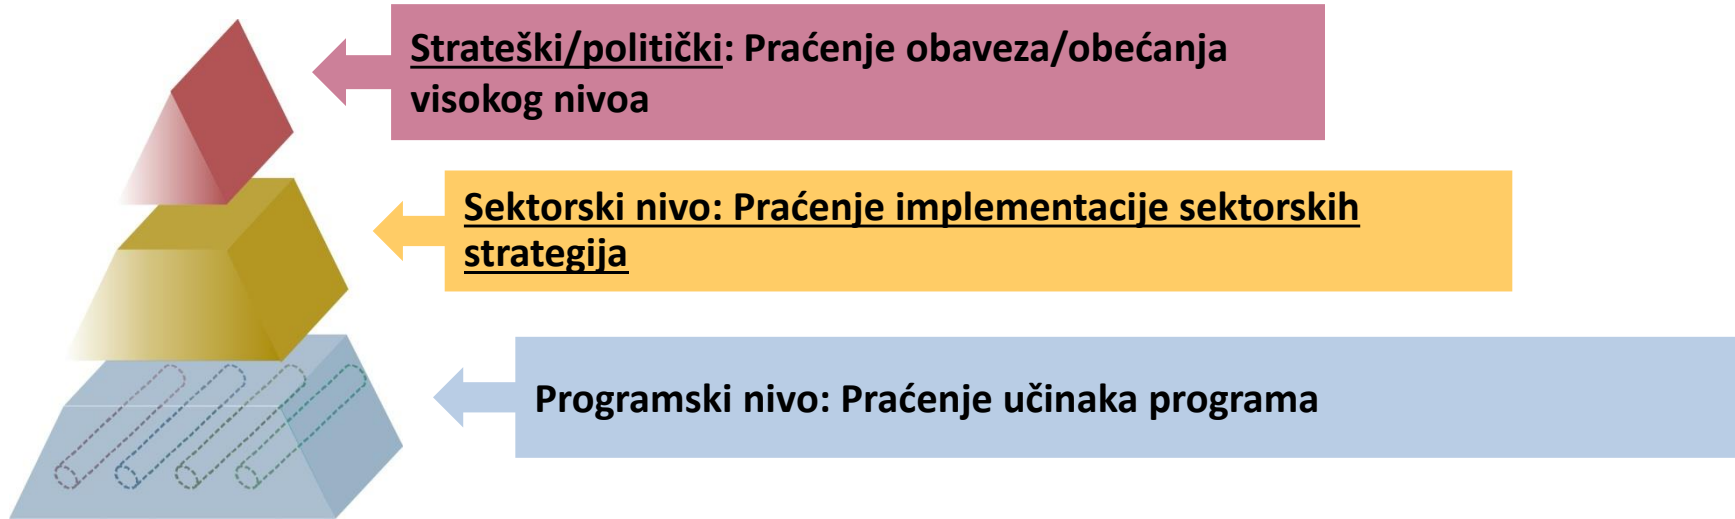 Strateški/politički: Praćenje obaveza/obećanja
visokog nivoa
Sektorski nivo: Praćenje implementacije sektorskih
strategija
Programski nivo: Praćenje učinaka programa